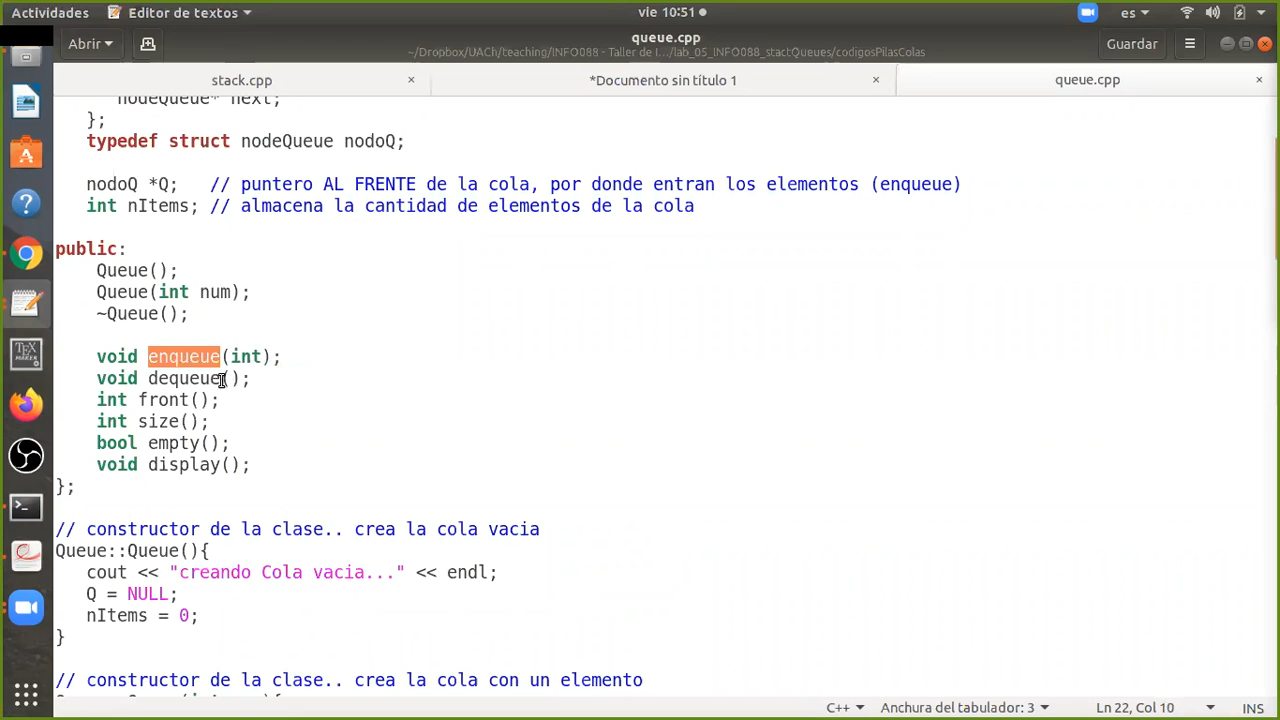 Actividades
Editor de textos
vie 10:51
es
Abrir
queue.cpp
~/Dropbox/UACh/teaching/INFO088 - Taller de I.../lab_05_INFO088_stactQueues/codigosPilasColas
Guardar
stack.cpp
*Documento sin título 1
queue.cpp
nodeQueue* next;
};
typedef struct nodeQueue nodoQ;
nodoQ *Q; // puntero AL FRENTE de la cola, por donde entran los elementos (enqueue)
int nItems; // almacena la cantidad de elementos de la cola
public:
Queue();
Queue(int num);
~Queue();
void enqueue(int);
void dequeue();
int front();
int size();
bool empty();
void display();
};
// constructor de la clase.. crea la cola vacia
Queue::Queue(){
cout << "creando Cola vacia..." << endl;
Q = NULL;
nItems = 0;
}
// constructor de la clase.. crea la cola con un elemento
TEX
MAKER
C++
Anchura del tabulador: 3
Ln 22, Col 10
INS